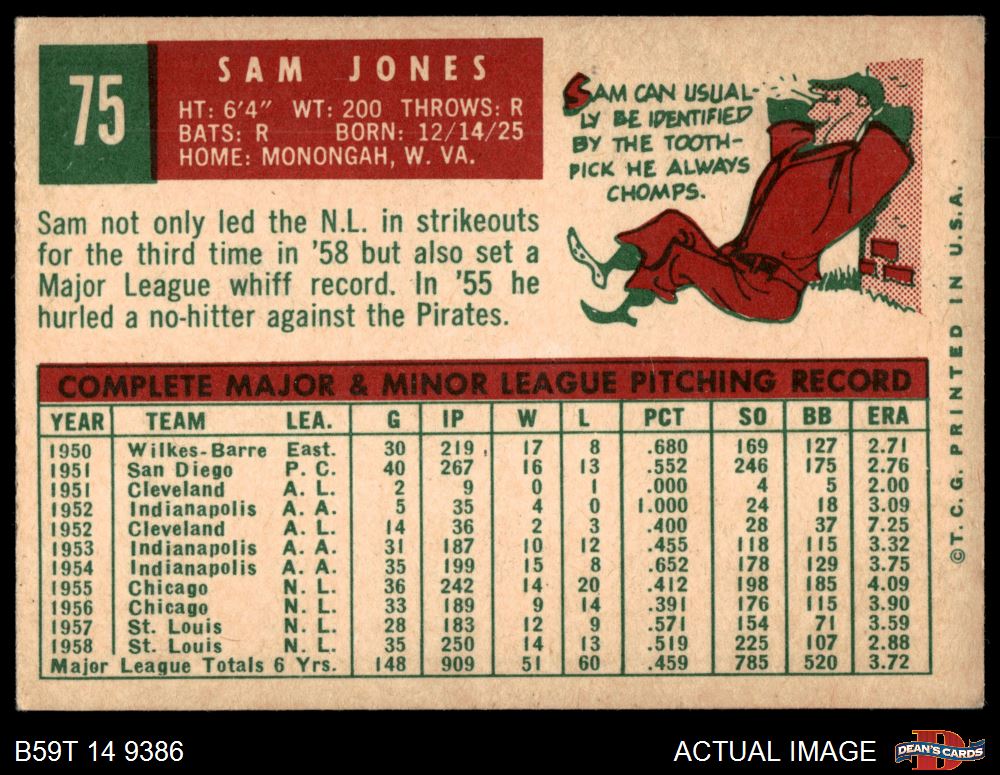 75
SAM JONES
HT: 6'4" WT: 200 THROWS: R
BATS: R BORN: 12/14/25
HOME: MONONGAH, W. VA.
SAM CAN USUAL-
LY BE IDENTIFIED
BY THE TOOTH-
PICK HE ALWAYS
CHOMPS.
Sam not only led the N.L. in strikeouts
for the third time in '58 but also set a
Major League whiff record. In '55 he
hurled a no-hitter against the Pirates.
COMPLETE MAJOR & MINOR LEAGUE PITCHING RECORD
YEAR TEAM LEA. G IP W L PCT SO BB ERA
1950 Wilkes-Barre East. 30 219 17 8 .680 169 127 2.71
1951 San Diego P. C. 40 267 16 13 .552 246 175 2.76
1951 Cleveland A. L. 2 9 0 1 .000 4 5 2.00
1952 Indianapolis A. A. 5 35 4 0 1.000 24 18 3.09
1952 Cleveland A. L. 14 36 2 3 .400 28 37 7.25
1953 Indianapolis A. A. 31 187 10 12 .455 118 115 3.32
1954 Indianapolis A. A. 35 199 15 8 .652 178 129 3.75
1955 Chicago N. L. 36 242 14 20 .412 198 185 4.09
1956 Chicago N. L. 33 189 9 14 .391 176 115 3.90
1957 St. Louis N. L. 28 183 12 9 .571 154 71 3.59
1958 St. Louis N. L. 35 250 14 13 .519 225 107 2.88
Major League Totals 6 Yrs. 148 909 51 60 .459 785 520 3.72
©T. C. G. PRINTED IN U.S.A.
B59T 14 9386
ACTUAL IMAGE
D
DEAN'S CARDS